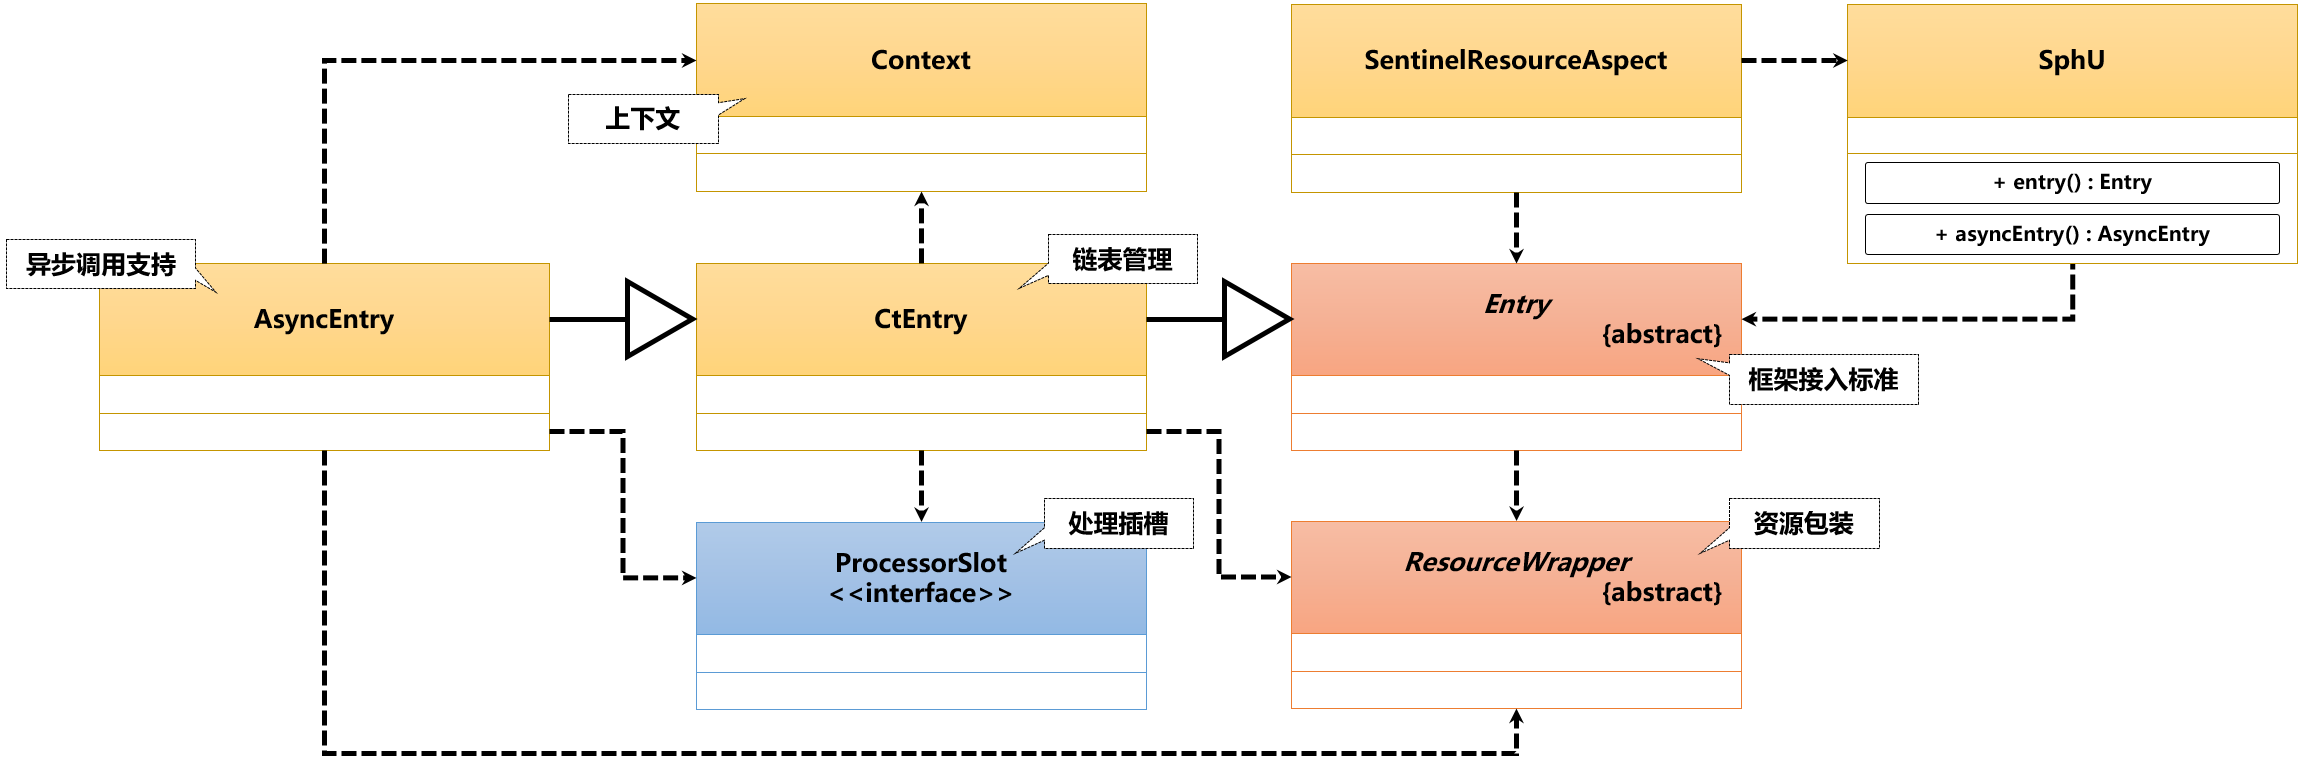 Context
上下文
SentinelResourceAspect
SphU
+ entry() : Entry
+ asyncEntry() : AsyncEntry
异步调用支持
AsyncEntry
链表管理
CtEntry
Entry
{abstract}
框架接入标准
处理插槽
ProcessorSlot
<<interface>>
资源包装
ResourceWrapper
{abstract}